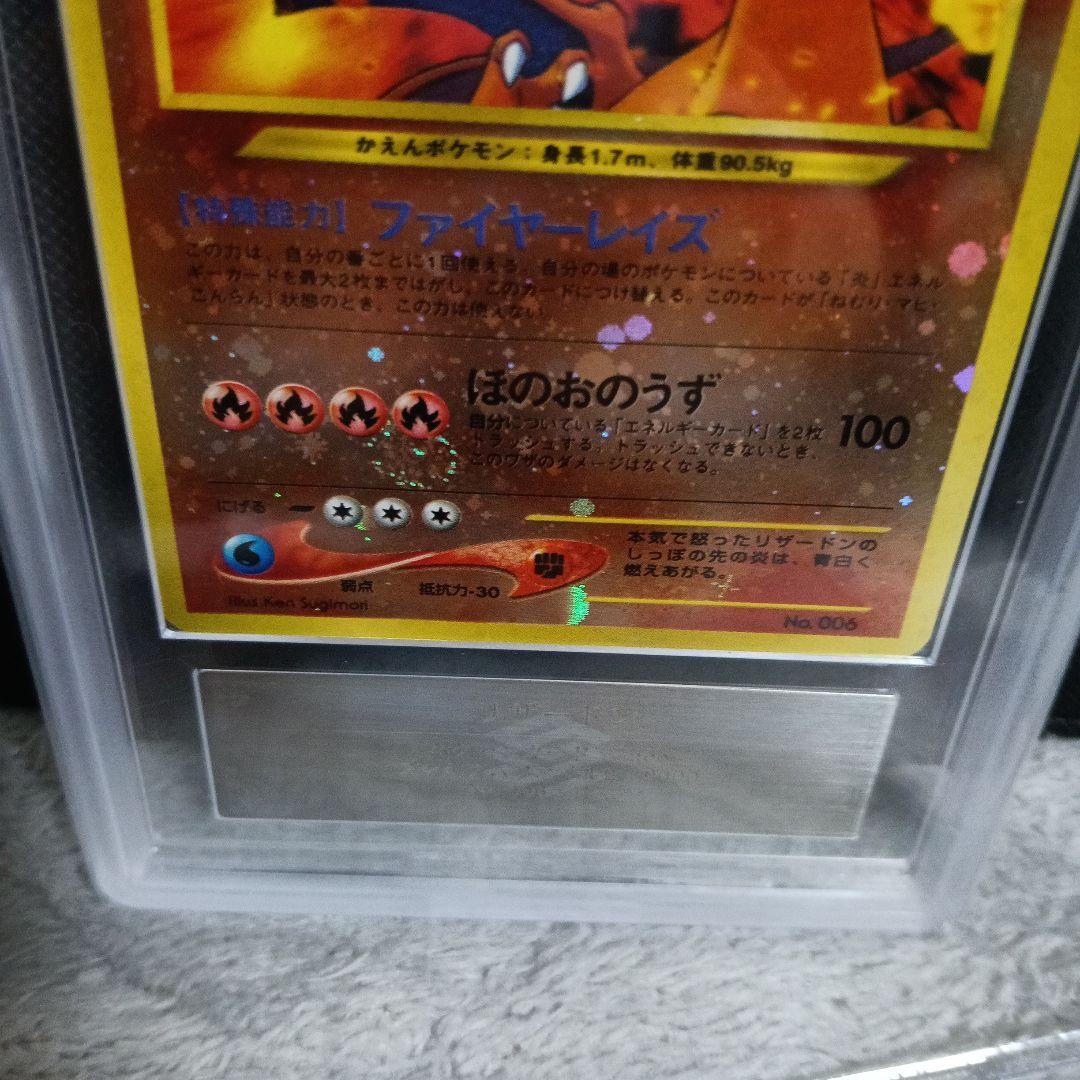 かえんポケモン：身長1.7m、体重90.5kg
【特殊能力】ファイヤーレイズ
この力は、自分の番ごとに1回使える。自分の場のポケモンについている「炎」エネル
ギーカードを最大2枚まではがし、このカードにつけ替える。このカードが「ねむり・マヒ・
こんらん」状態のとき、この力は使えない。
ほのおのうず
自分についている「エネルギーカード」を2枚
トラッシュする。トラッシュできないとき、
このワザのダメージはなくなる。
100
にげる
弱点
抵抗力-30
本気で怒ったリザードンの
しっぽの先の炎は、青白く
燃えあがる。
Illus. Ken Sugimori
No. 006